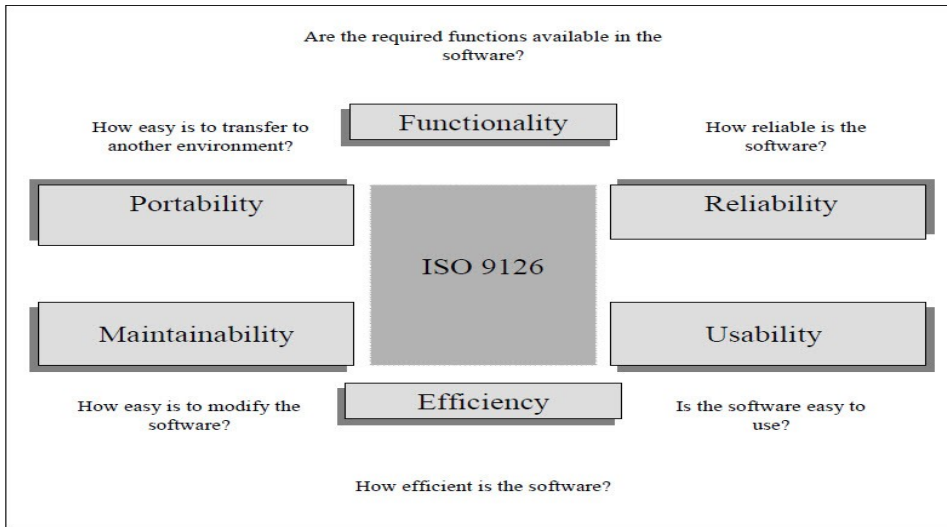 Are the required functions available in the
software?
Functionality
How easy is to transfer to
another environment?
How reliable is the
software?
Portability
Reliability
ISO 9126
Maintainability
Usability
Efficiency
How easy is to modify the
software?
Is the software easy to
use?
How efficient is the software?